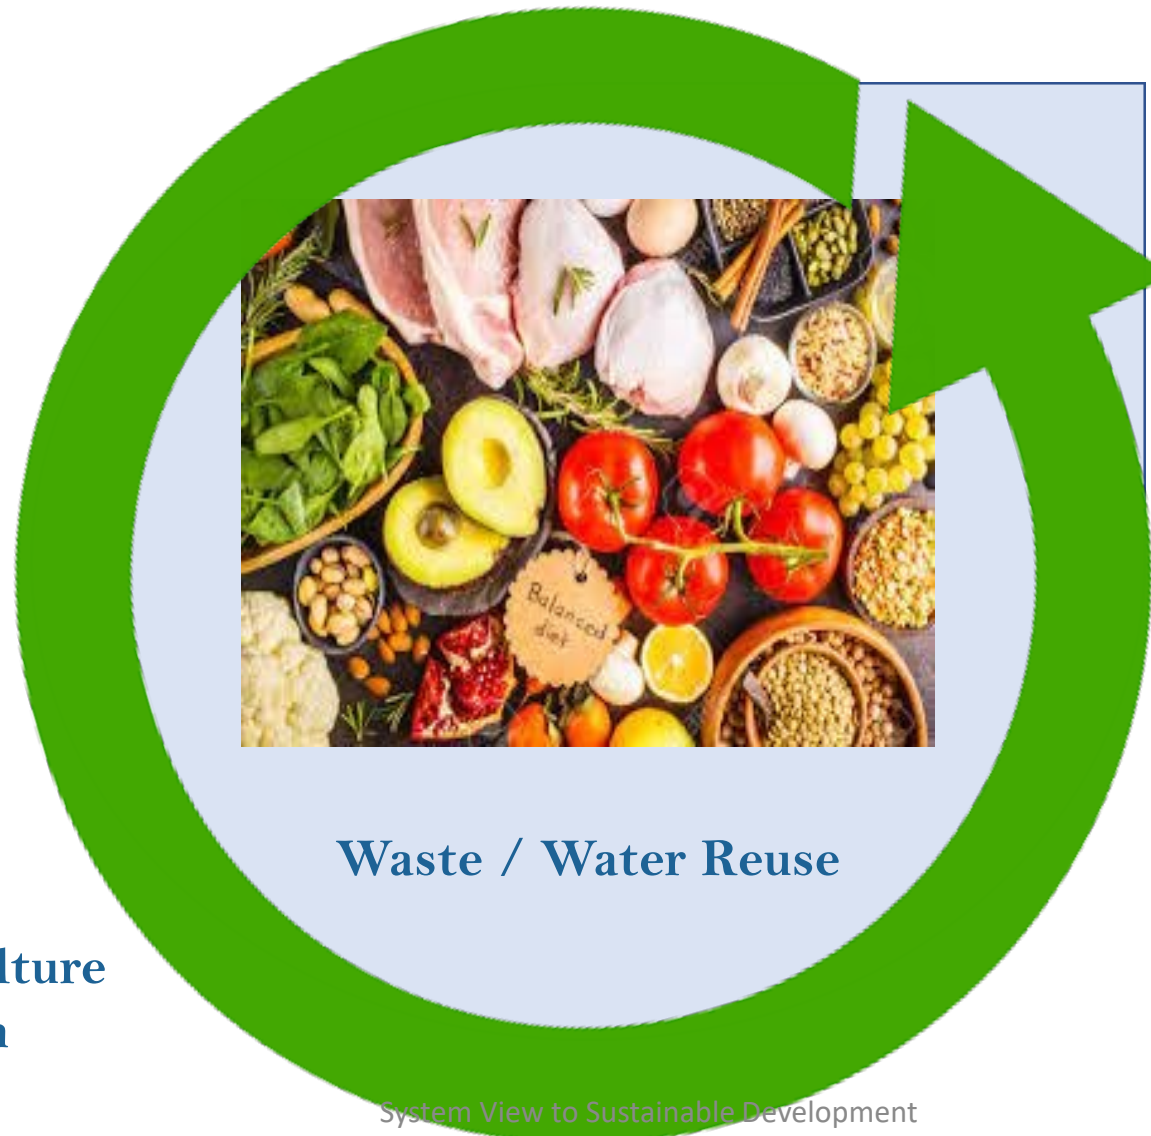 Balanced
diet
Waste / Water Reuse
lture
System View to Sustainable Development